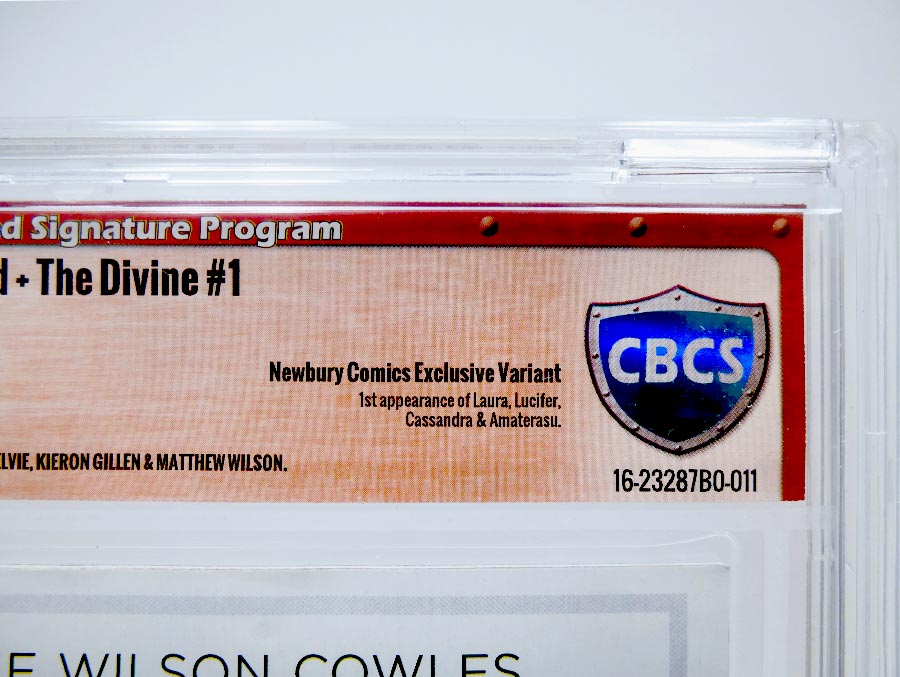 d Signature Program
d + The Divine #1
Newbury Comics Exclusive Variant
1st appearance of Laura, Lucifer,
Cassandra & Amaterasu.
CBCS
ELVIE, KIERON GILLEN & MATTHEW WILSON.
16-23287B0-011
E WILSON COWLES